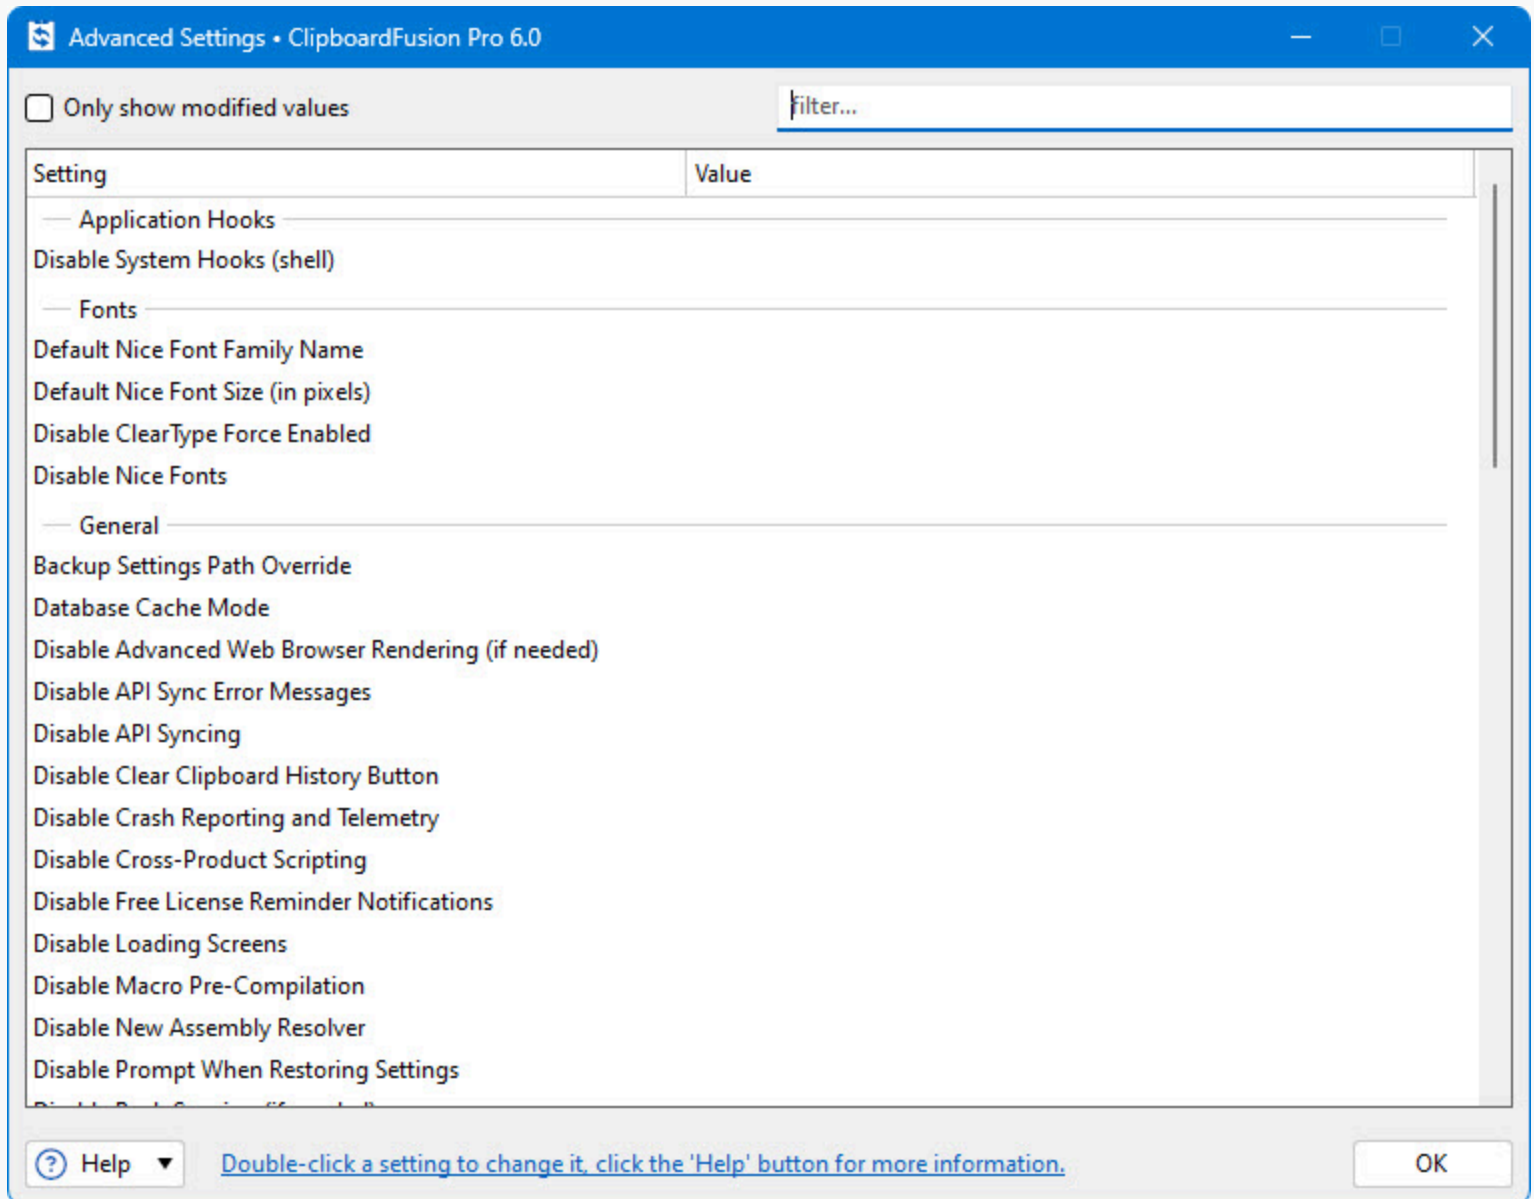 Advanced Settings • ClipboardFusion Pro 6.0
Only show modified values
filter...
Setting Value
Application Hooks
Disable System Hooks (shell)
Fonts
Default Nice Font Family Name
Default Nice Font Size (in pixels)
Disable ClearType Force Enabled
Disable Nice Fonts
General
Backup Settings Path Override
Database Cache Mode
Disable Advanced Web Browser Rendering (if needed)
Disable API Sync Error Messages
Disable API Syncing
Disable Clear Clipboard History Button
Disable Crash Reporting and Telemetry
Disable Cross-Product Scripting
Disable Free License Reminder Notifications
Disable Loading Screens
Disable Macro Pre-Compilation
Disable New Assembly Resolver
Disable Prompt When Restoring Settings
Help Double-click a setting to change it, click the 'Help' button for more information. OK